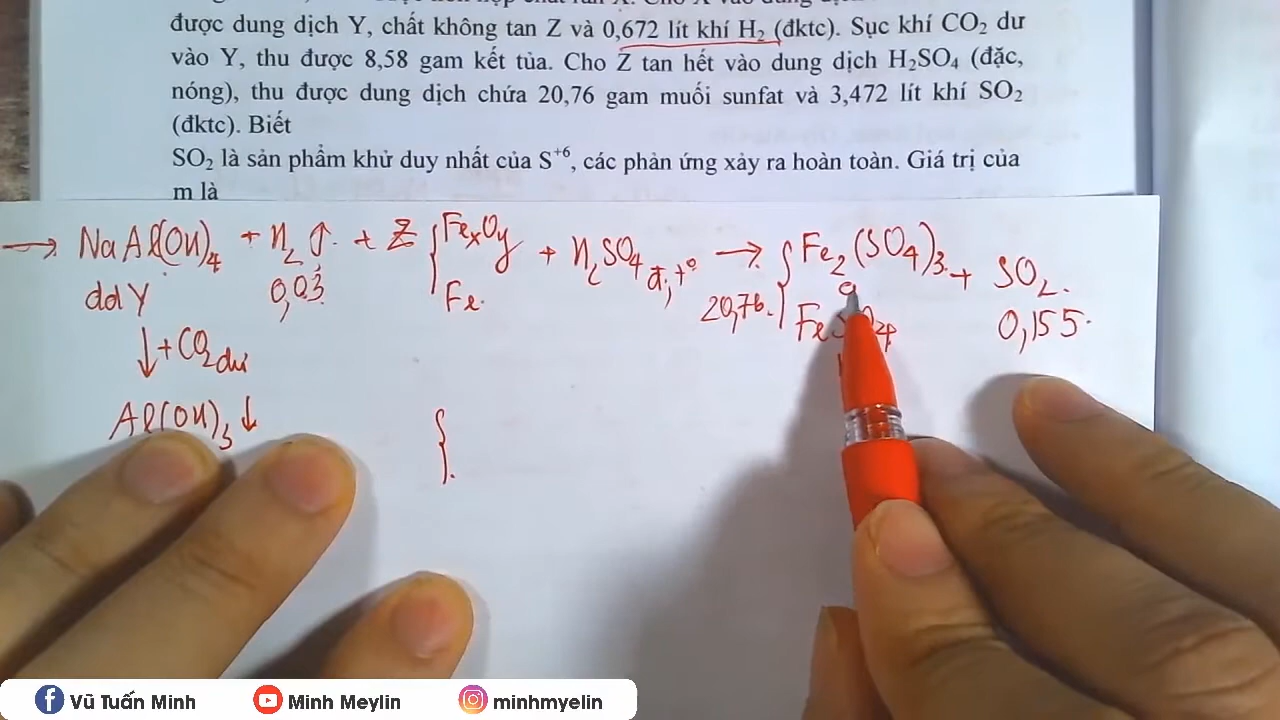 được dung dịch Y, chất không tan Z và 0,672 lít khí H₂ (đktc). Sục khí CO₂ dư
vào Y, thu được 8,58 gam kết tủa. Cho Z tan hết vào dung dịch H₂SO₄ (đặc,
nóng), thu được dung dịch chứa 20,76 gam muối sunfat và 3,472 lít khí SO₂
(đktc). Biết
SO₂ là sản phẩm khử duy nhất của S⁺⁶, các phản ứng xảy ra hoàn toàn. Giá trị của
m là
→ NaAl(OH)₄ + H₂ ↑ + Z { FexOy + H₂SO₄ đ, t° → { Fe₂(SO₄)₃ + SO₂
ddY 0,03 Fe 20,76 a 0,155
↓ + CO₂ dư
Al(OH)₃ ↓ {
Vũ Tuấn Minh Minh Meylin minhmyelin